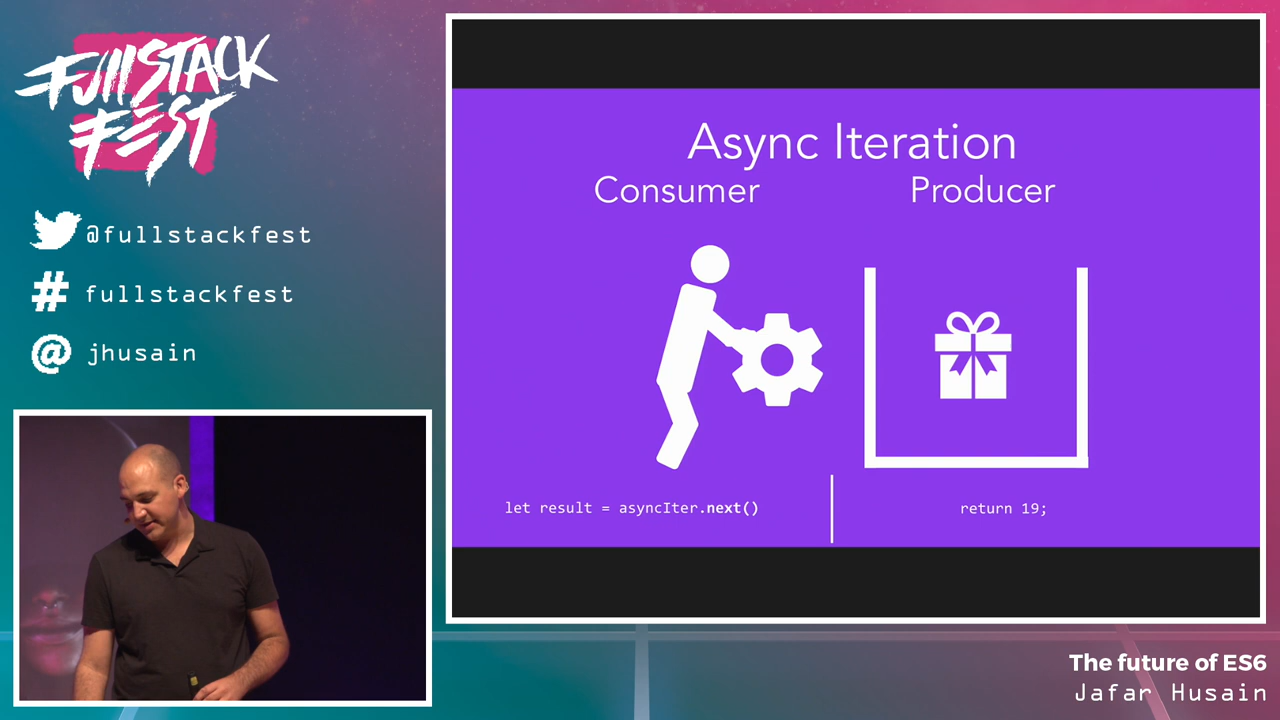 FullSTACK
FEST
@fullstackfest
# fullstackfest
@ jhusain
Async Iteration
Consumer
Producer
let result = asyncIter.next()
return 19;
The future of ES6
Jafar Husain